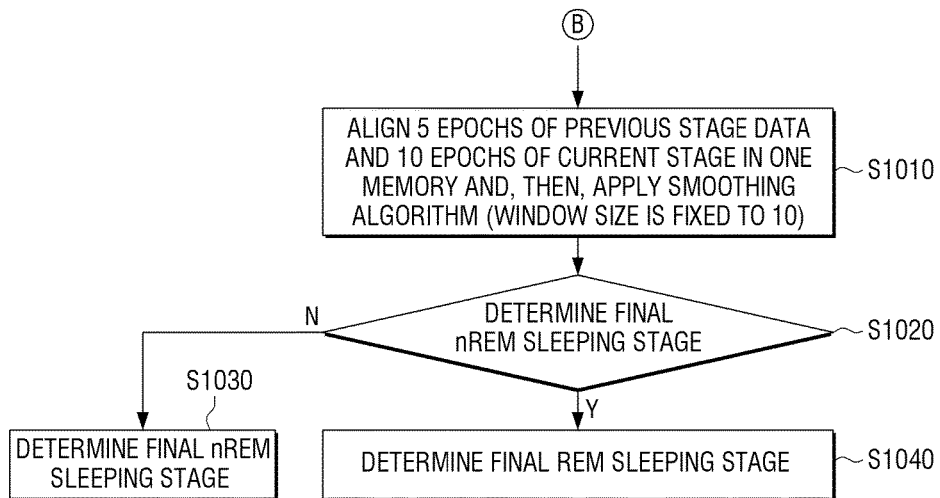 B
ALIGN 5 EPOCHS OF PREVIOUS STAGE DATA
AND 10 EPOCHS OF CURRENT STAGE IN ONE
MEMORY AND, THEN, APPLY SMOOTHING
ALGORITHM (WINDOW SIZE IS FIXED TO 10)
S1010
DETERMINE FINAL
nREM SLEEPING STAGE
S1020
N
Y
S1030
DETERMINE FINAL nREM
SLEEPING STAGE
DETERMINE FINAL REM SLEEPING STAGE
S1040